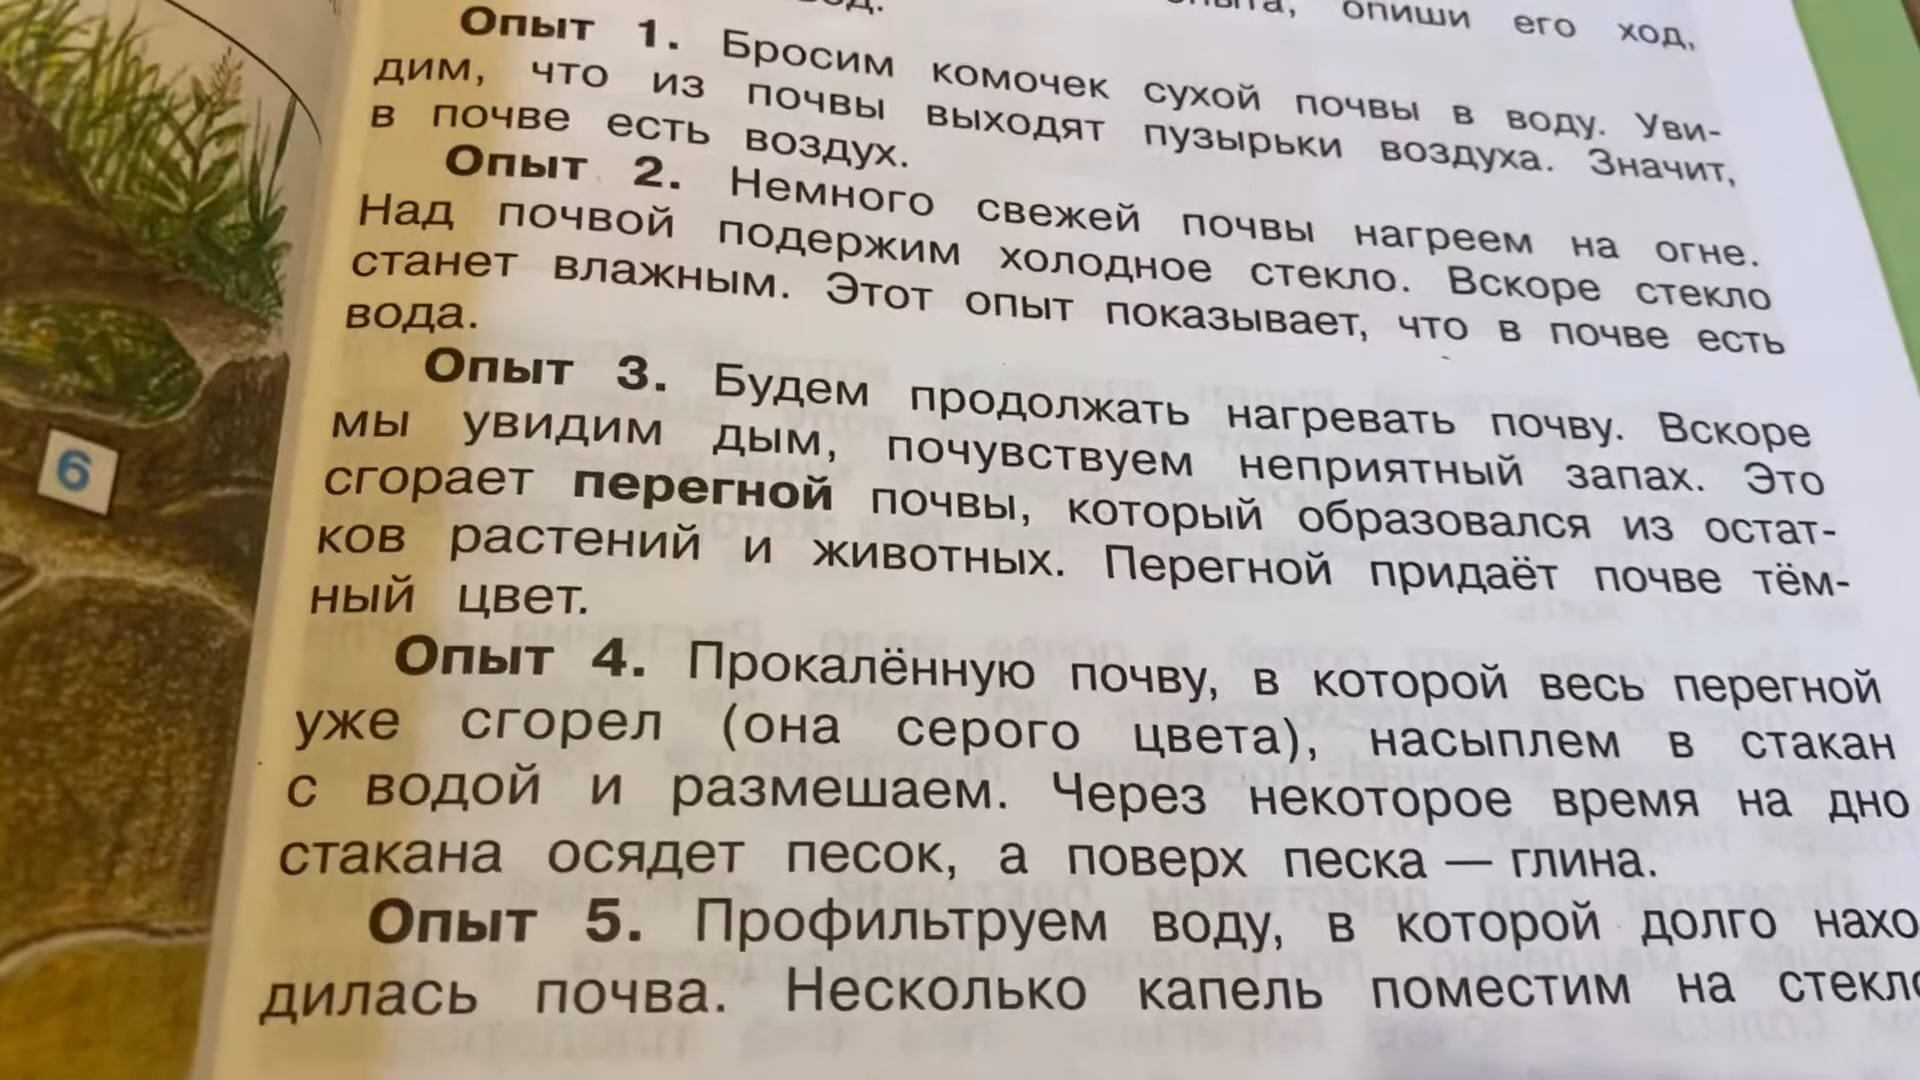 опиши его ход,
Опыт 1. Бросим комочек сухой почвы в воду. Уви-
дим, что из почвы выходят пузырьки воздуха. Значит,
в почве есть воздух.
Опыт 2. Немного свежей почвы нагреем на огне.
Над почвой подержим холодное стекло. Вскоре стекло
станет влажным. Этот опыт показывает, что в почве есть
вода.
Опыт 3. Будем продолжать нагревать почву. Вскоре
мы увидим дым, почувствуем неприятный запах. Это
сгорает перегной почвы, который образовался из остат-
ков растений и животных. Перегной придаёт почве тём-
ный цвет.
Опыт 4. Прокалённую почву, в которой весь перегной
уже сгорел (она серого цвета), насыплем в стакан
с водой и размешаем. Через некоторое время на дно
стакана осядет песок, а поверх песка — глина.
Опыт 5. Профильтруем воду, в которой долго нахо
дилась почва. Несколько капель поместим на
6